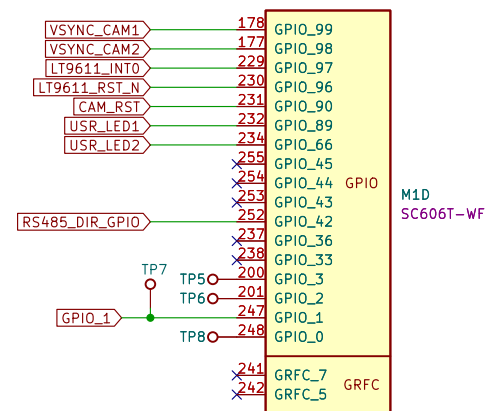 VSYNC_CAM1 178 GPIO_99
VSYNC_CAM2 177 GPIO_98
LT9611_INT0 229 GPIO_97
LT9611_RST_N 230 GPIO_96
CAM_RST 231 GPIO_90
USR_LED1 232 GPIO_89
USR_LED2 234 GPIO_66
255 GPIO_45
254 GPIO_44 GPIO
M1D
253 GPIO_43
SC606T-WF
RS485_DIR_GPIO 252 GPIO_42
237 GPIO_36
238 GPIO_33
TP7
TP5 200 GPIO_3
TP6 201 GPIO_2
GPIO_1 247 GPIO_1
TP8 248 GPIO_0
241 GRFC_7
GRFC
242 GRFC_5